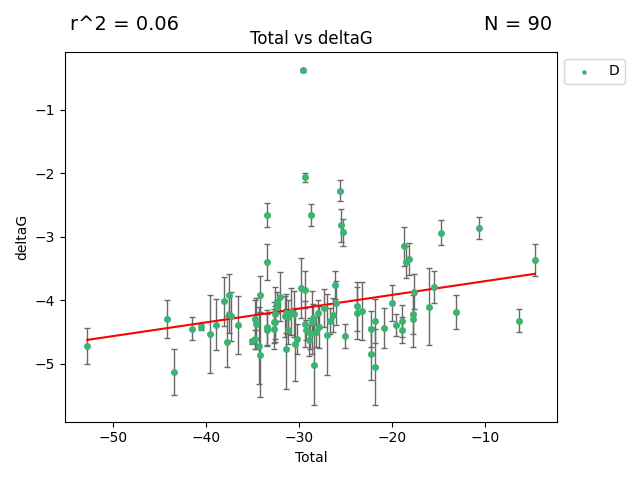 r^2 = 0.06
N = 90
Total vs deltaG
D
−1
−2
−3
−4
−5
deltaG
−50
−40
−30
−20
−10
Total